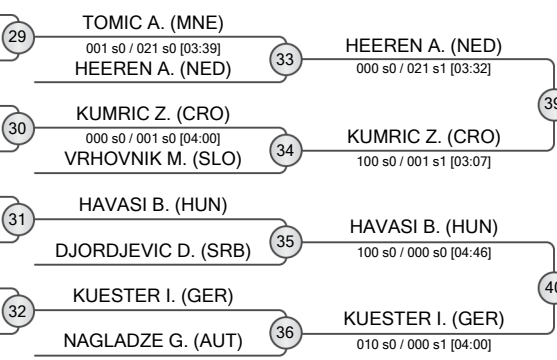 29
TOMIC A. (MNE)
001 s0 / 021 s0 [03:39]
HEEREN A. (NED)
33
HEEREN A. (NED)
000 s0 / 021 s1 [03:32]
39
30
KUMRIC Z. (CRO)
000 s0 / 001 s0 [04:00]
VRHOVNIK M. (SLO)
34
KUMRIC Z. (CRO)
100 s0 / 001 s1 [03:07]
31
HAVASI B. (HUN)
DJORDJEVIC D. (SRB)
35
HAVASI B. (HUN)
100 s0 / 000 s0 [04:46]
40
32
KUESTER I. (GER)
NAGLADZE G. (AUT)
36
KUESTER I. (GER)
010 s0 / 000 s1 [04:00]